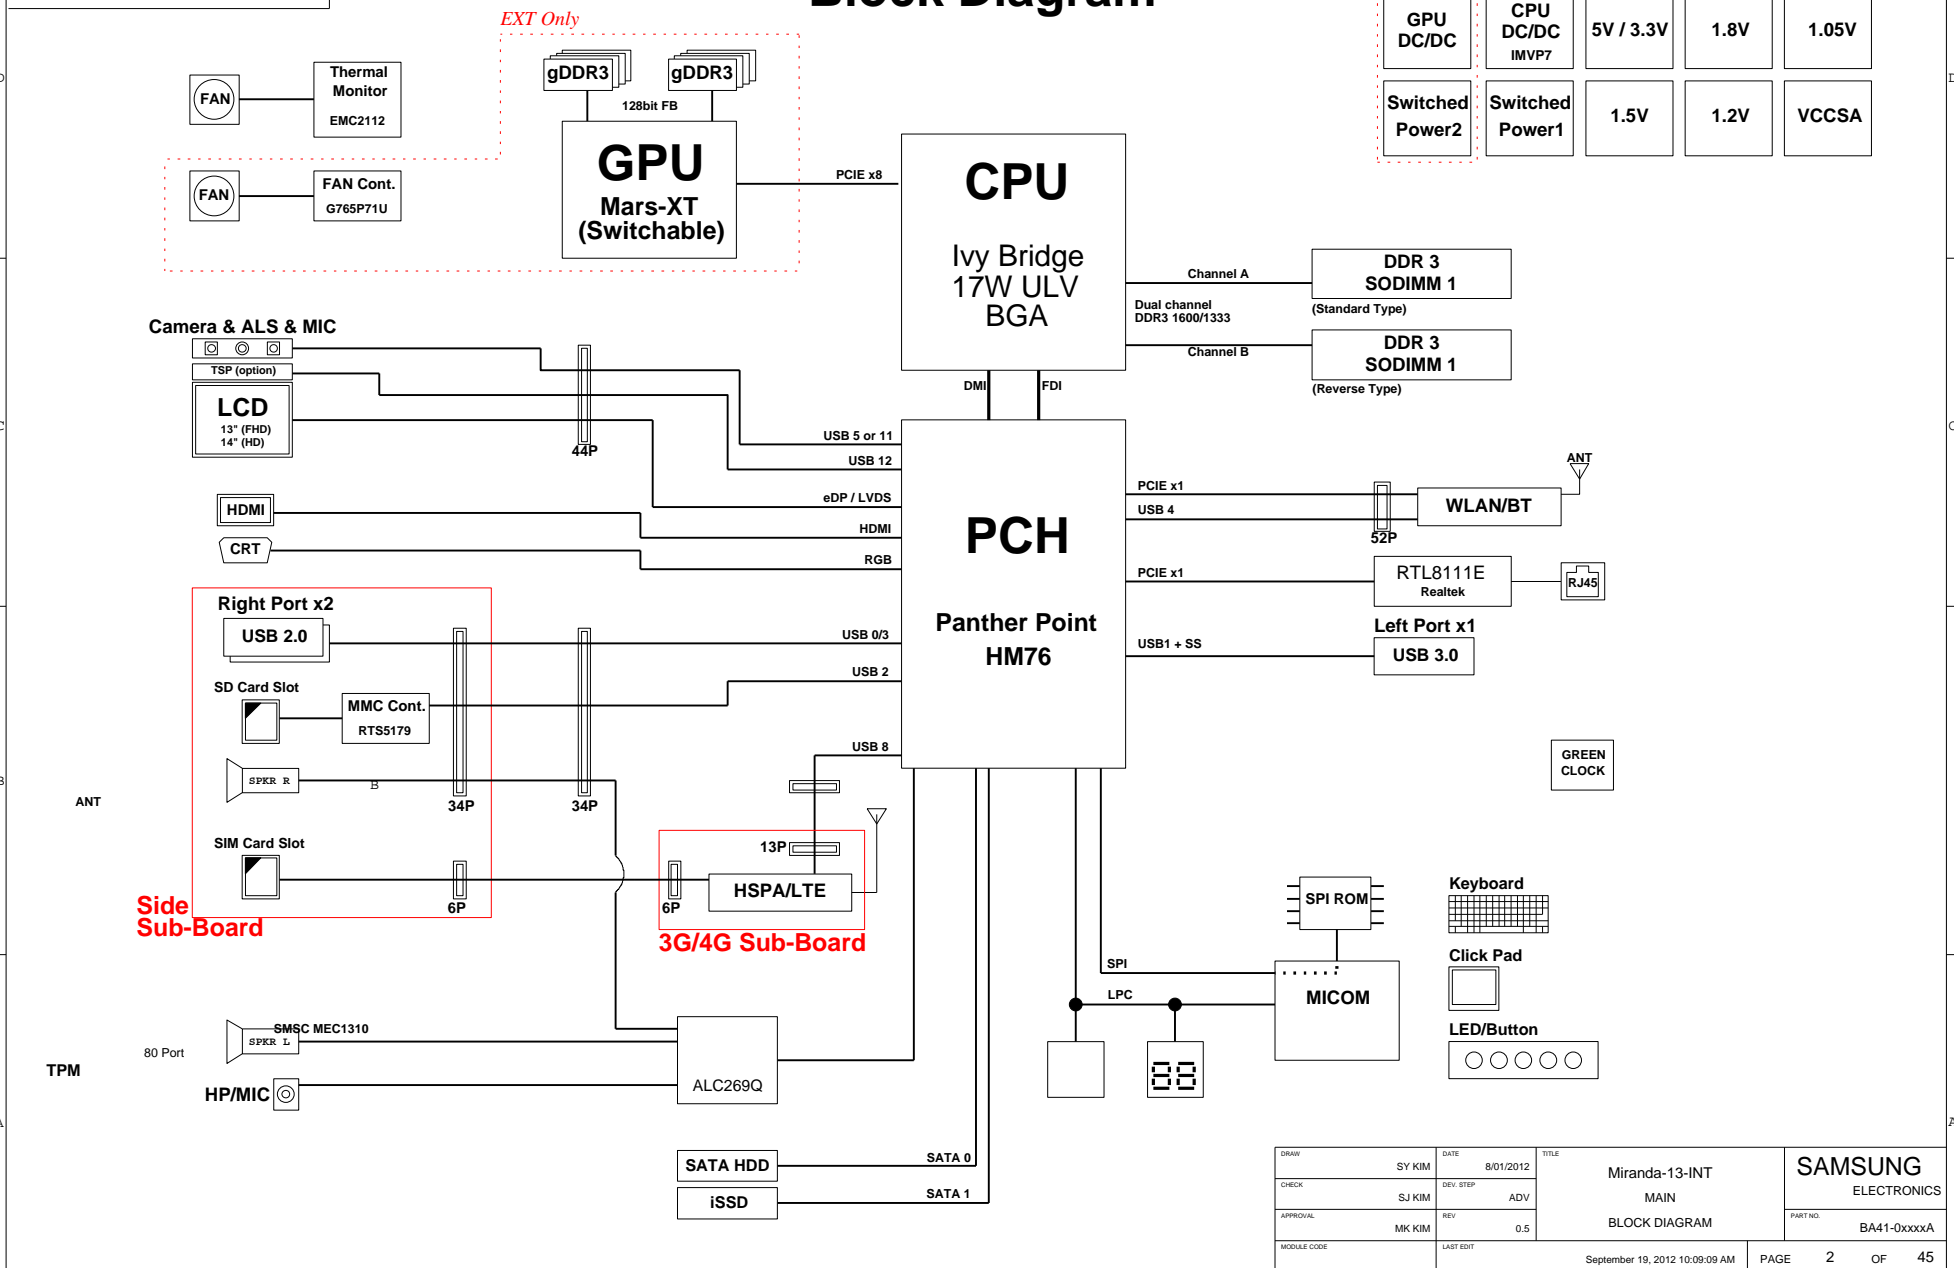 Block Diagram
EXT Only
GPU
DC/DC
CPU
DC/DC
IMVP7
5V / 3.3V
1.8V
1.05V
Switched
Power2
Switched
Power1
1.5V
1.2V
VCCSA
FAN
Thermal
Monitor
EMC2112
FAN
FAN Cont.
G765P71U
gDDR3
gDDR3
128bit FB
GPU
Mars-XT
(Switchable)
PCIE x8
CPU
Ivy Bridge
17W ULV
BGA
Channel A
Dual channel
DDR3 1600/1333
Channel B
DDR 3
SODIMM 1
(Standard Type)
DDR 3
SODIMM 1
(Reverse Type)
DMI
FDI
Camera & ALS & MIC
TSP (option)
LCD
13" (FHD)
14" (HD)
44P
USB 5 or 11
USB 12
eDP / LVDS
HDMI
HDMI
CRT
RGB
PCH
Panther Point
HM76
PCIE x1
USB 4
52P
WLAN/BT
ANT
PCIE x1
RTL8111E
Realtek
RJ45
Left Port x1
USB1 + SS
USB 3.0
Right Port x2
USB 2.0
USB 0/3
USB 2
SD Card Slot
MMC Cont.
RTS5179
USB 8
SPKR R
B
34P
34P
ANT
GREEN
CLOCK
SIM Card Slot
6P
13P
6P
HSPA/LTE
Side
Sub-Board
3G/4G Sub-Board
SPI ROM
Keyboard
Click Pad
SPI
LPC
MICOM
LED/Button
SMSC MEC1310
SPKR L
80 Port
TPM
HP/MIC
ALC269Q
SATA HDD
SATA 0
iSSD
SATA 1
DRAW
SY KIM
DATE
8/01/2012
TITLE
Miranda-13-INT
MAIN
BLOCK DIAGRAM
SAMSUNG
ELECTRONICS
CHECK
SJ KIM
DEV. STEP
ADV
APPROVAL
MK KIM
REV
0.5
PART NO.
BA41-0xxxxA
MODULE CODE
LAST EDIT
September 19, 2012 10:09:09 AM
PAGE 2 OF 45